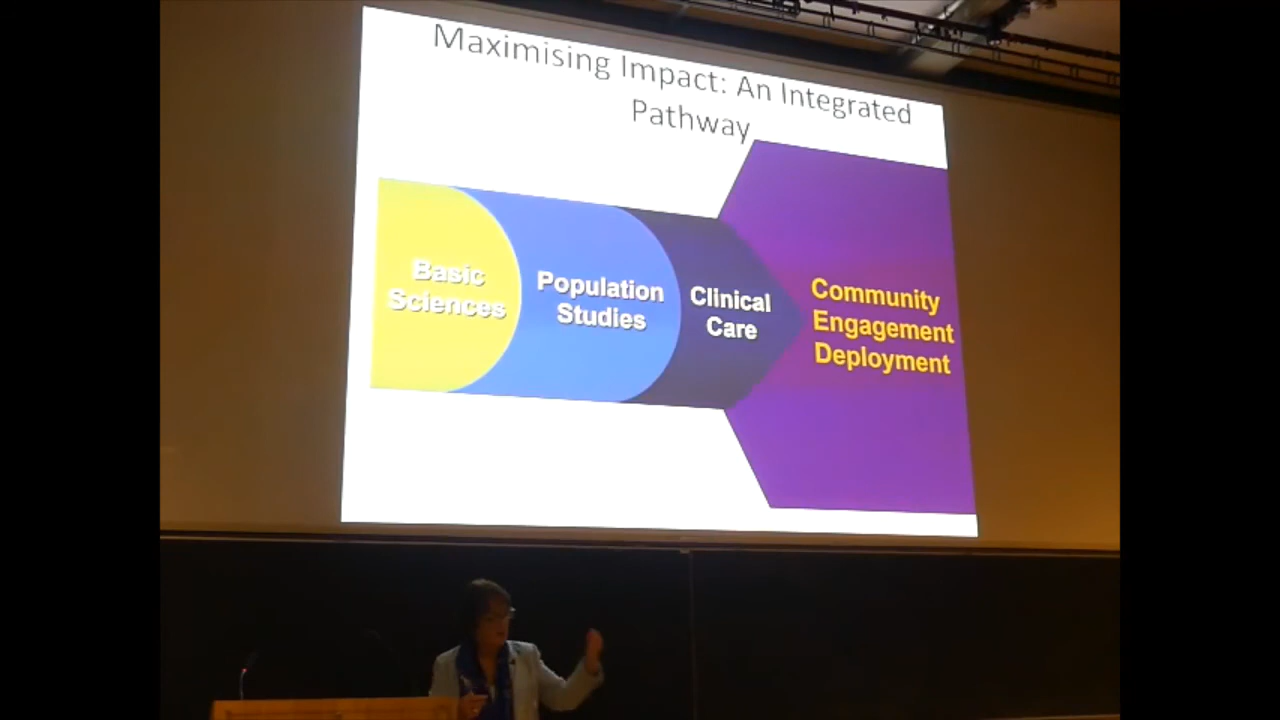 Maximising Impact: An Integrated
Pathway
Basic
Sciences
Population
Studies
Clinical
Care
Community
Engagement
Deployment